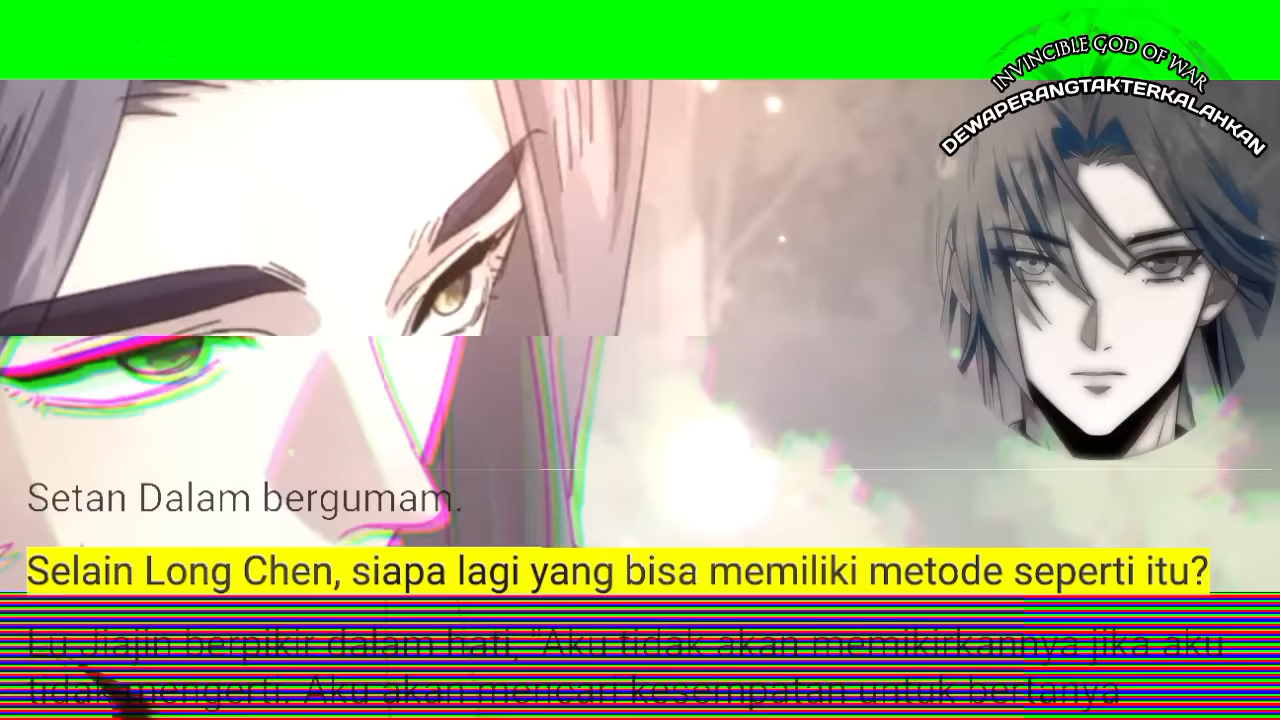 INVINCIBLE GOD OF WAR
DEWAPERANGTAKTERKALAHKAN
Setan Dalam bergumam.
Selain Long Chen, siapa lagi yang bisa memiliki metode seperti itu?
Lu Jiajin berpikir dalam hati, "Aku tidak akan memikirkannya jika aku
tidak mengerti. Aku akan mencari kesempatan untuk bertanya